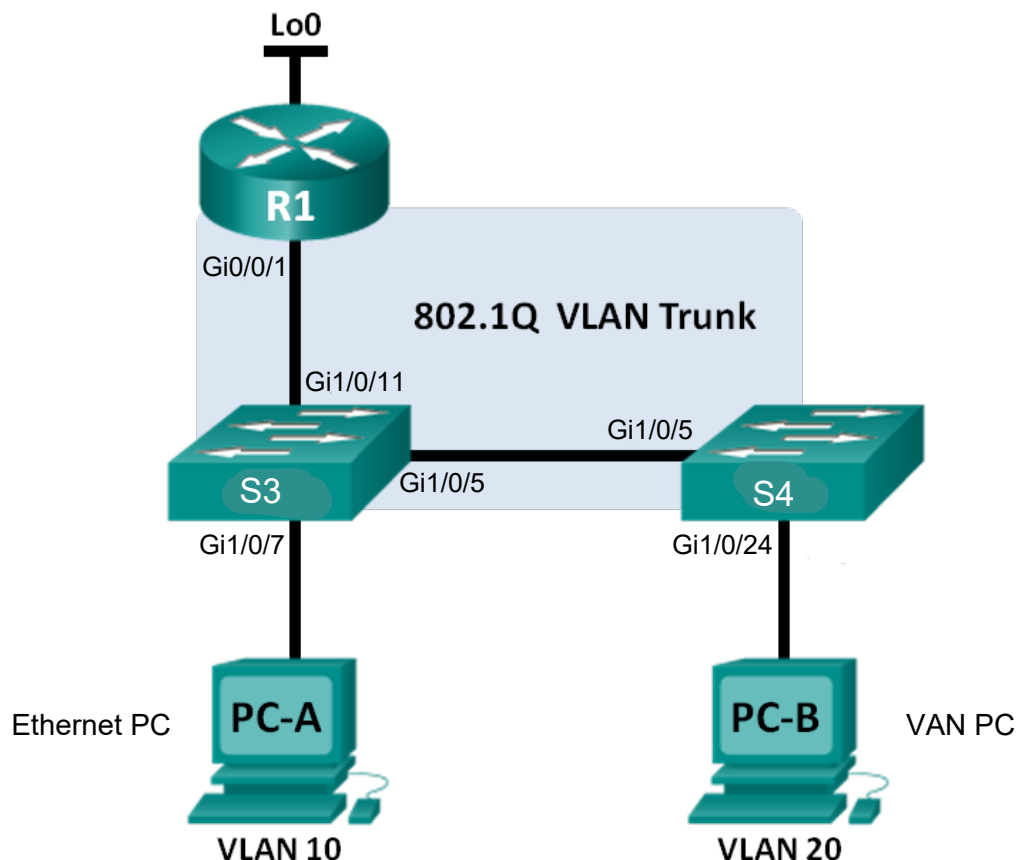 Lo0
R1
Gi0/0/1
802.1Q VLAN Trunk
Gi1/0/11
Gi1/0/5
S3
Gi1/0/5
S4
Gi1/0/7
Gi1/0/24
Ethernet PC
PC-A
PC-B
VAN PC
VLAN 10
VLAN 20